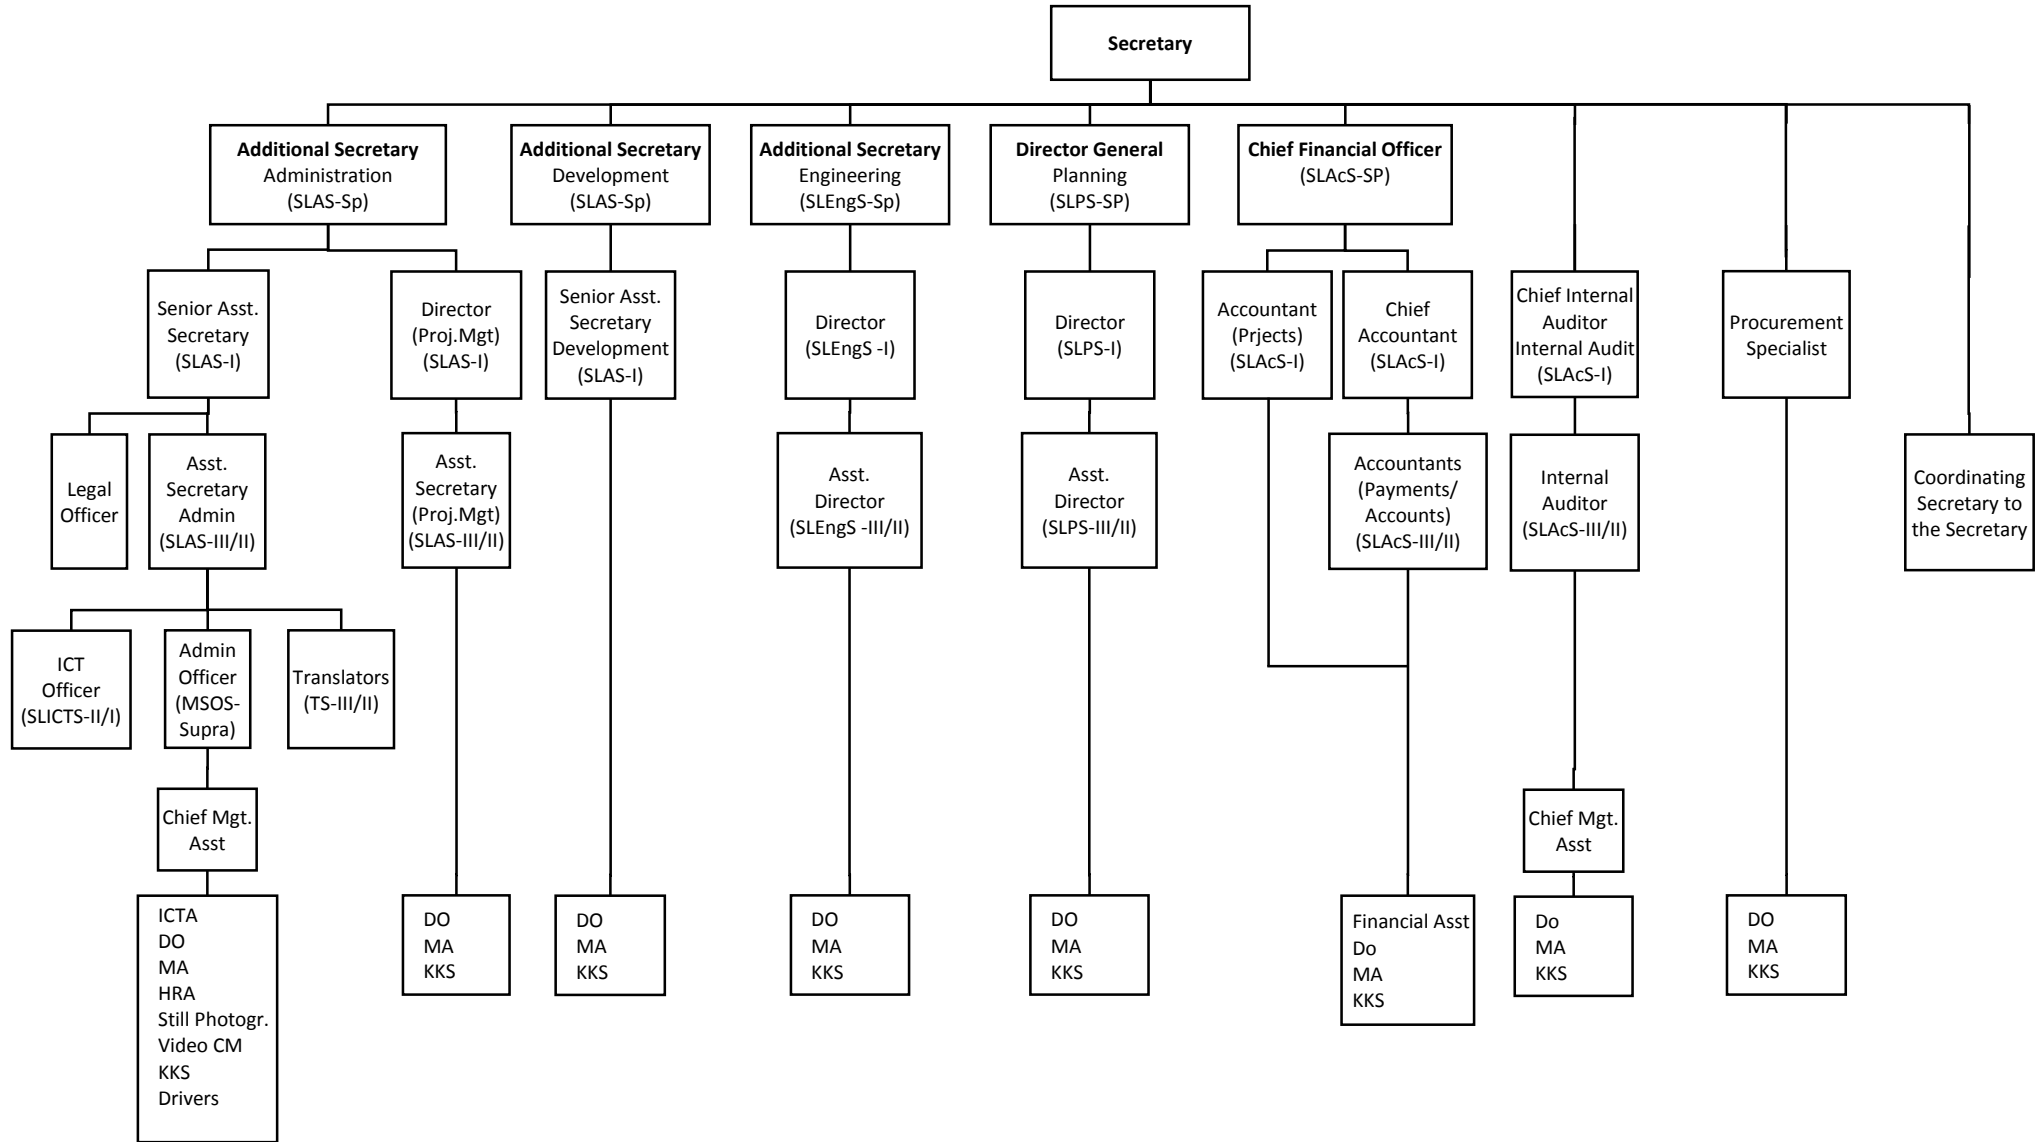 Secretary
Additional Secretary
Administration
(SLAS-Sp)
Additional Secretary
Development
(SLAS-Sp)
Additional Secretary
Engineering
(SLEngS-Sp)
Director General
Planning
(SLPS-SP)
Chief Financial Officer
(SLAcS-SP)
Senior Asst.
Secretary
(SLAS-I)
Director
(Proj.Mgt)
(SLAS-I)
Senior Asst.
Secretary
Development
(SLAS-I)
Director
(SLEngS -I)
Director
(SLPS-I)
Accountant
(Prjects)
(SLAcS-I)
Chief
Accountant
(SLAcS-I)
Chief Internal
Auditor
Internal Audit
(SLAcS-I)
Procurement
Specialist
Legal
Officer
Asst.
Secretary
Admin
(SLAS-III/II)
Asst.
Secretary
(Proj.Mgt)
(SLAS-III/II)
Asst.
Director
(SLEngS -III/II)
Asst.
Director
(SLPS-III/II)
Accountants
(Payments/
Accounts)
(SLAcS-III/II)
Internal
Auditor
(SLAcS-III/II)
Coordinating
Secretary to
the Secretary
ICT
Officer
(SLICTS-II/I)
Admin
Officer
(MSOS-
Supra)
Translators
(TS-III/II)
Chief Mgt.
Asst
Chief Mgt.
Asst
ICTA
DO
MA
HRA
Still Photogr.
Video CM
KKS
Drivers
DO
MA
KKS
DO
MA
KKS
DO
MA
KKS
DO
MA
KKS
Financial Asst
Do
MA
KKS
Do
MA
KKS
DO
MA
KKS